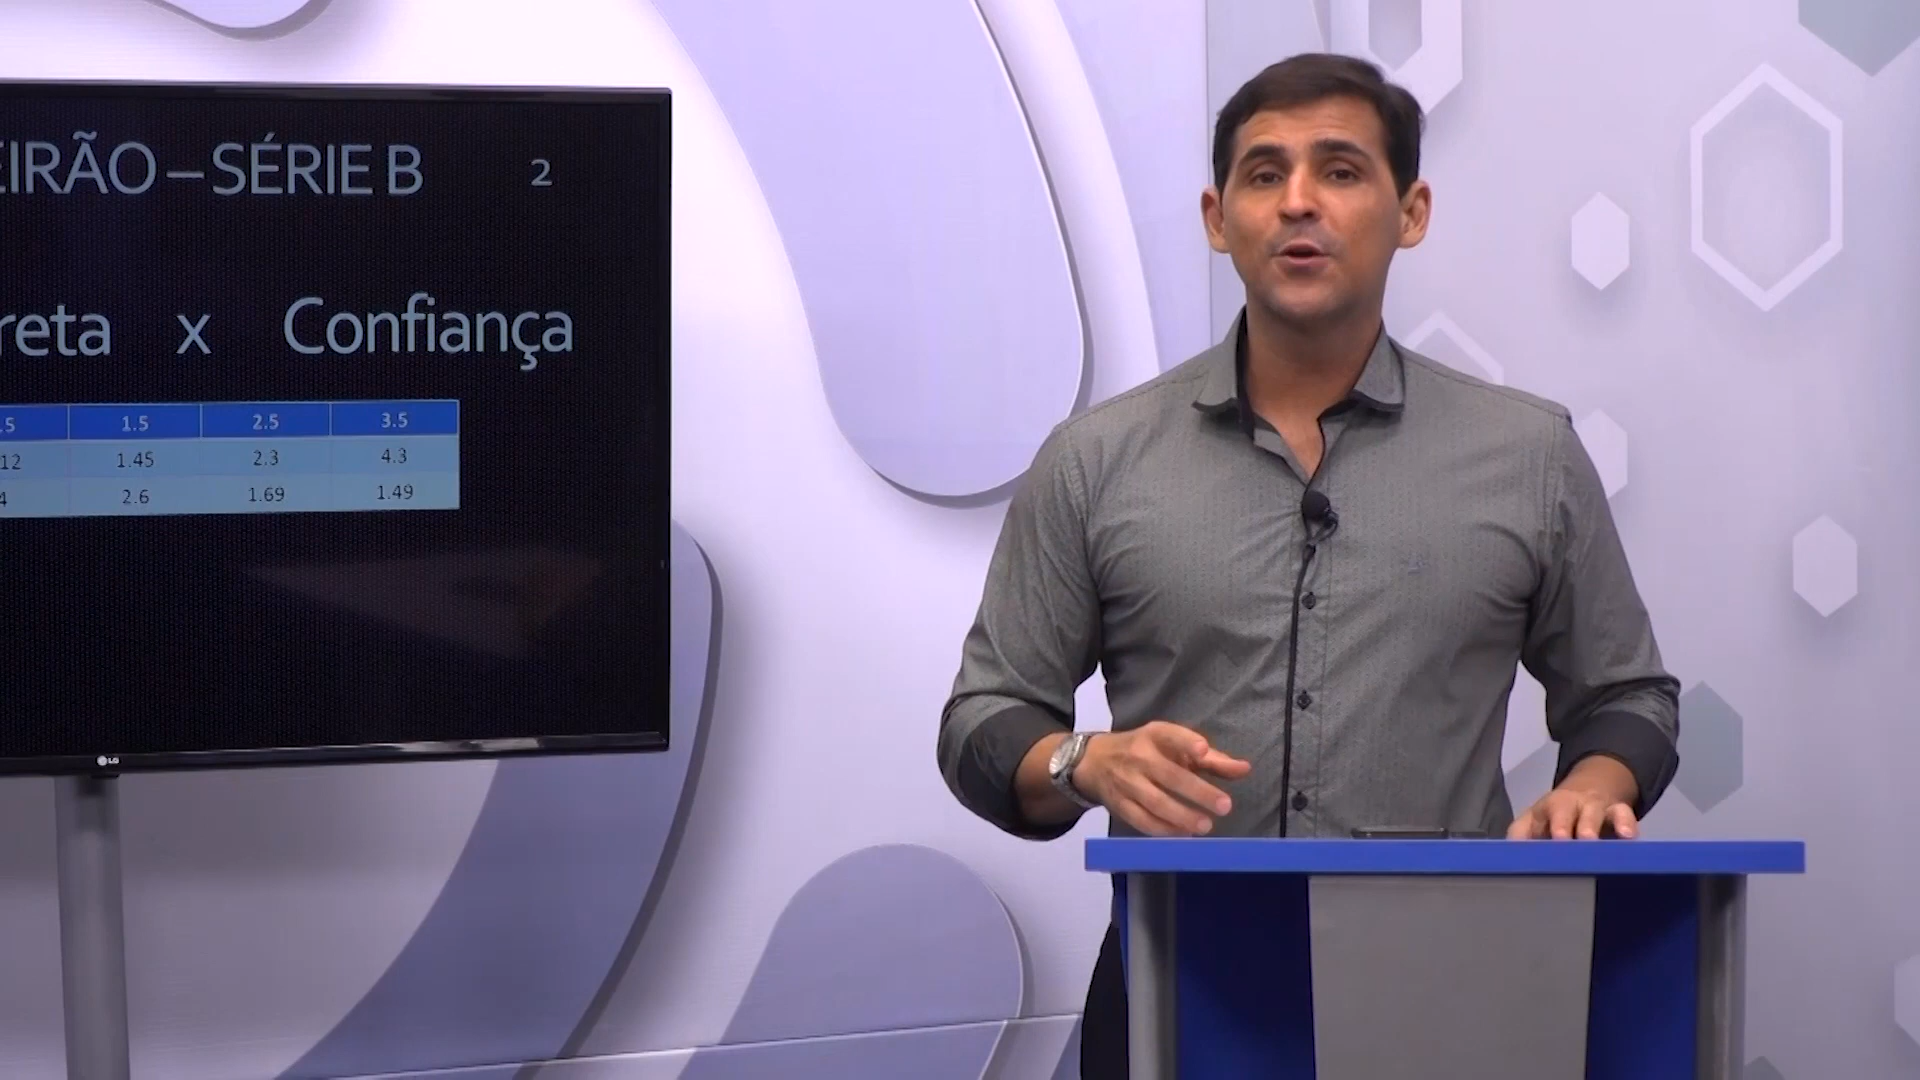 EIRÃO – SÉRIE B 2
reta x Confiança
.5 1.5 2.5 3.5
12 1.45 2.3 4.3
4 2.6 1.69 1.49
LG